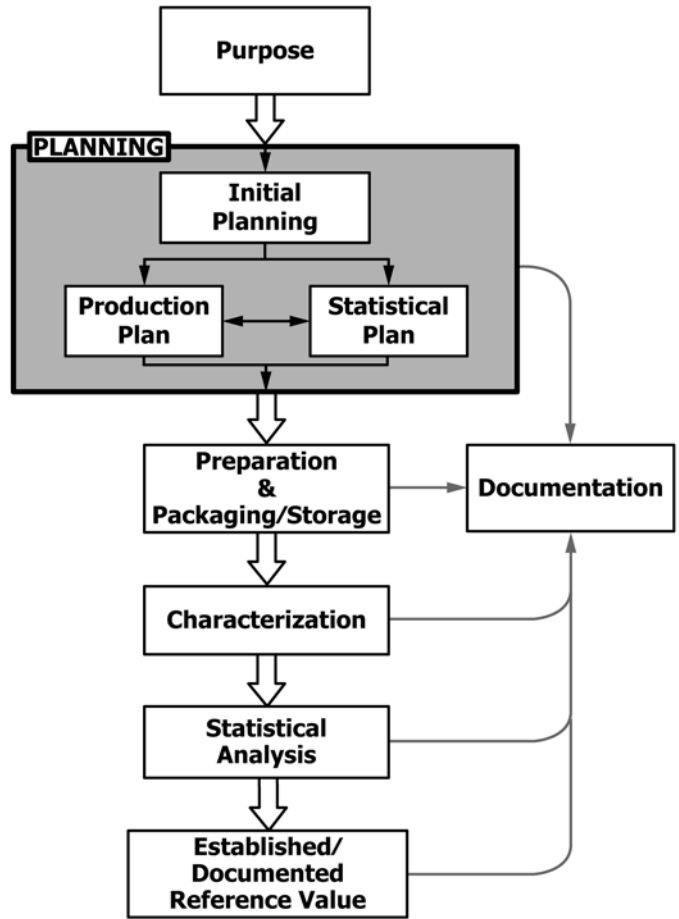 Purpose
PLANNING
Initial
Planning
Production
Plan
Statistical
Plan
Preparation
&
Packaging/Storage
Documentation
Characterization
Statistical
Analysis
Established/
Documented
Reference Value